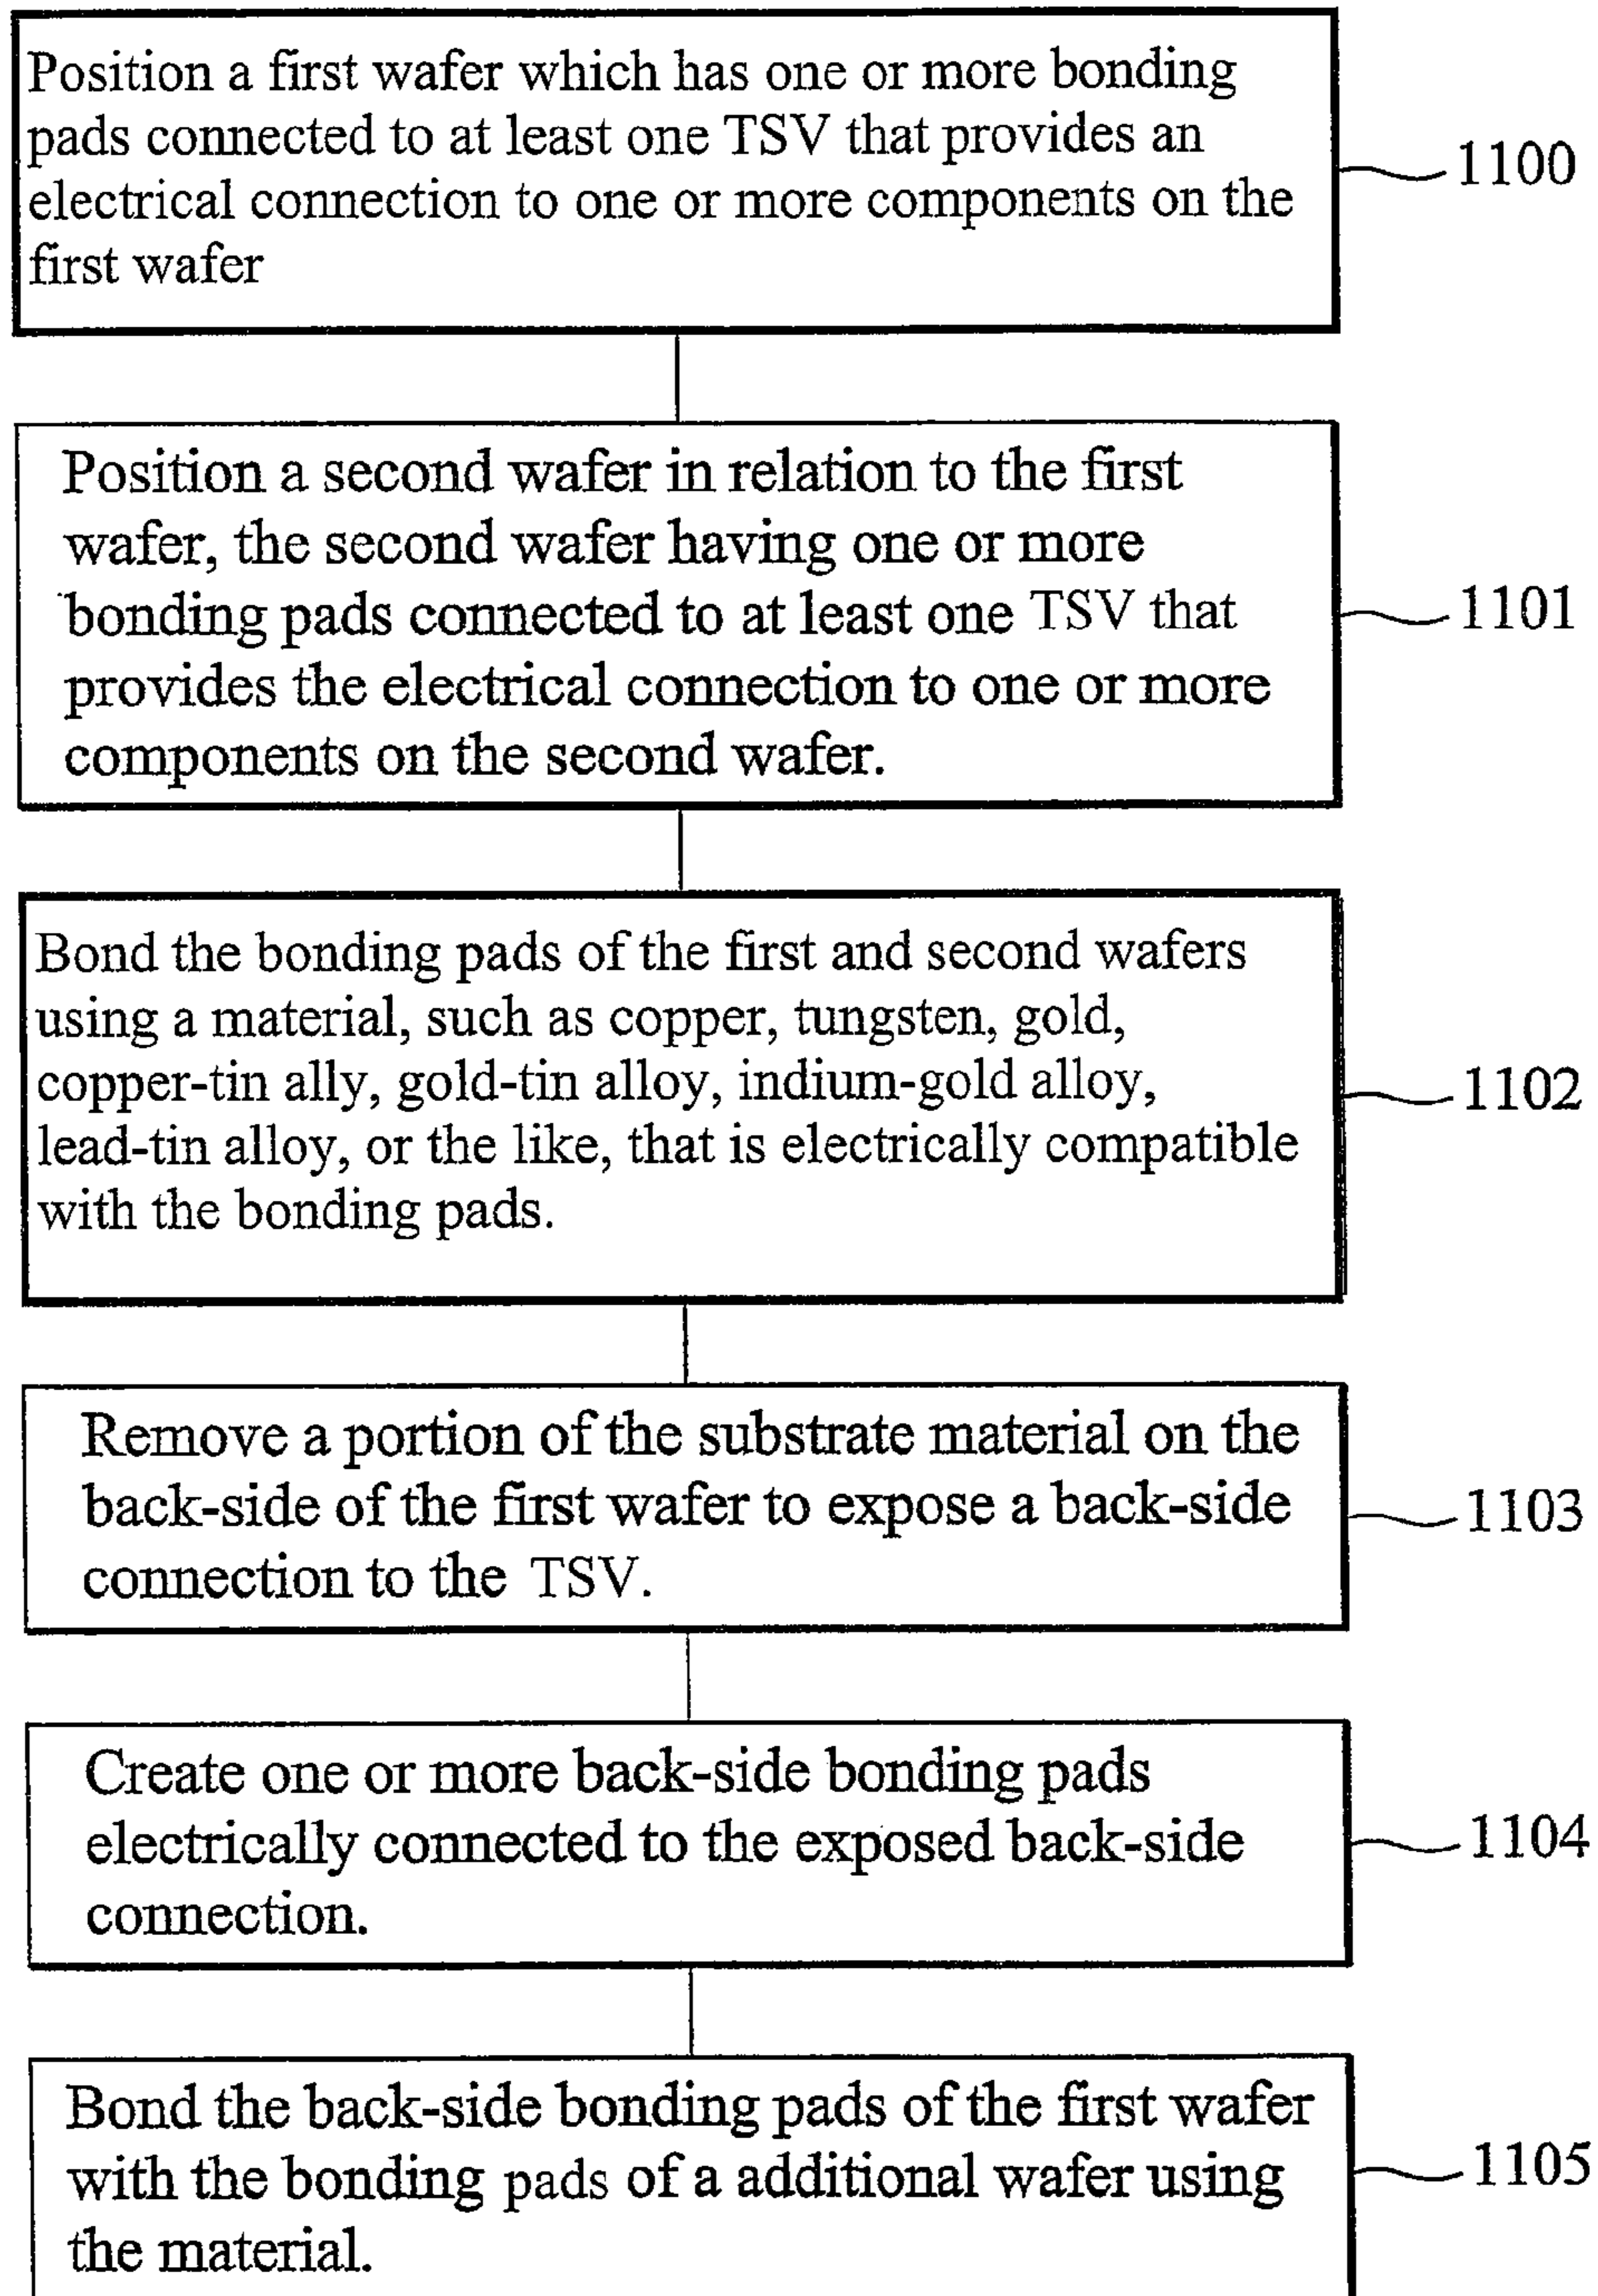 Position a first wafer which has one or more bonding
pads connected to at least one TSV that provides an
electrical connection to one or more components on the
first wafer
1100
Position a second wafer in relation to the first
wafer, the second wafer having one or more
bonding pads connected to at least one TSV that
provides the electrical connection to one or more
components on the second wafer.
1101
Bond the bonding pads of the first and second wafers
using a material, such as copper, tungsten, gold,
copper-tin ally, gold-tin alloy, indium-gold alloy,
lead-tin alloy, or the like, that is electrically compatible
with the bonding pads.
1102
Remove a portion of the substrate material on the
back-side of the first wafer to expose a back-side
connection to the TSV.
1103
Create one or more back-side bonding pads
electrically connected to the exposed back-side
connection.
1104
Bond the back-side bonding pads of the first wafer
with the bonding pads of a additional wafer using
the material.
1105